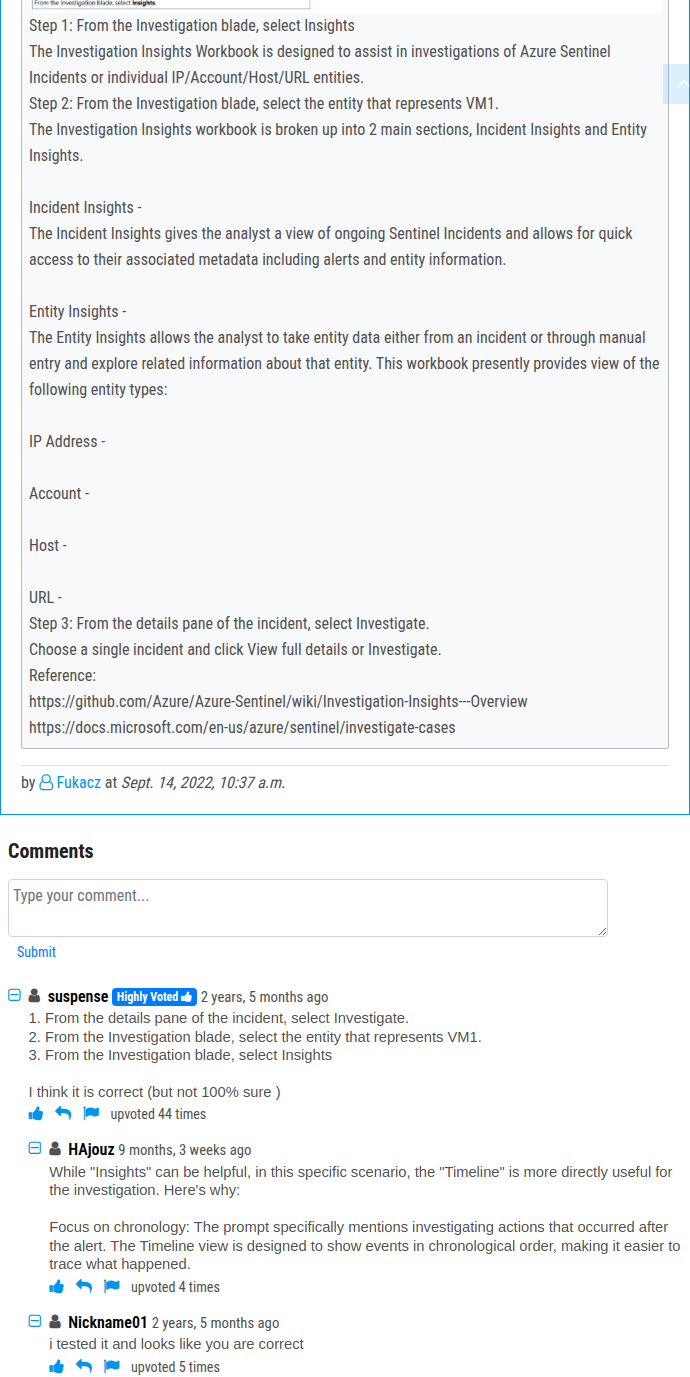 From the Investigation blade, select Insights.
Step 1: From the Investigation blade, select Insights
The Investigation Insights Workbook is designed to assist in investigations of Azure Sentinel
Incidents or individual IP/Account/Host/URL entities.
Step 2: From the Investigation blade, select the entity that represents VM1.
The Investigation Insights workbook is broken up into 2 main sections, Incident Insights and Entity
Insights.
Incident Insights -
The Incident Insights gives the analyst a view of ongoing Sentinel Incidents and allows for quick
access to their associated metadata including alerts and entity information.
Entity Insights -
The Entity Insights allows the analyst to take entity data either from an incident or through manual
entry and explore related information about that entity. This workbook presently provides view of the
following entity types:
IP Address -
Account -
Host -
URL -
Step 3: From the details pane of the incident, select Investigate.
Choose a single incident and click View full details or Investigate.
Reference:
https://github.com/Azure/Azure-Sentinel/wiki/Investigation-Insights---Overview
https://docs.microsoft.com/en-us/azure/sentinel/investigate-cases
by Fukacz at Sept. 14, 2022, 10:37 a.m.
Comments
Type your comment...
Submit
suspense Highly Voted 2 years, 5 months ago
1. From the details pane of the incident, select Investigate.
2. From the Investigation blade, select the entity that represents VM1.
3. From the Investigation blade, select Insights
I think it is correct (but not 100% sure )
upvoted 44 times
HAjouz 9 months, 3 weeks ago
While "Insights" can be helpful, in this specific scenario, the "Timeline" is more directly useful for
the investigation. Here's why:
Focus on chronology: The prompt specifically mentions investigating actions that occurred after
the alert. The Timeline view is designed to show events in chronological order, making it easier to
trace what happened.
upvoted 4 times
Nickname01 2 years, 5 months ago
i tested it and looks like you are correct
upvoted 5 times